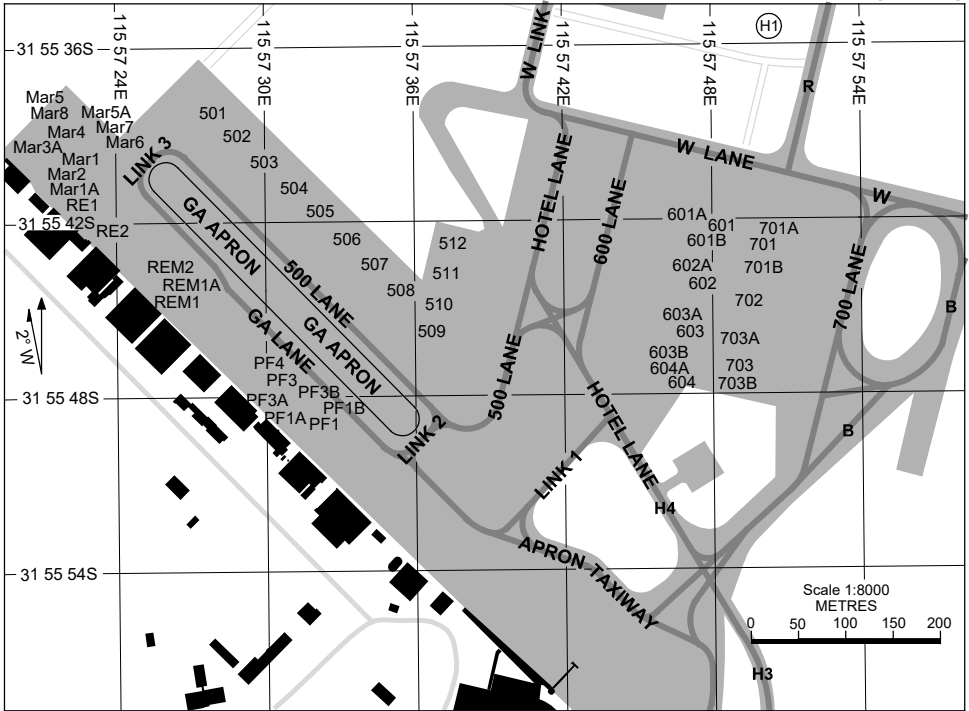 31 55 36S
31 55 42S
31 55 48S
31 55 54S
115 57 24E
115 57 30E
115 57 36E
115 57 42E
115 57 48E
115 57 54E
W LINK
H1
R
W LANE
W
Mar5
Mar8
Mar5A
Mar4
Mar7
Mar3A
Mar6
Mar1
Mar2
Mar1A
RE1
RE2
REM2
REM1A
REM1
LINK 3
501
502
503
504
505
506
507
508
509
510
511
512
GA APRON
500 LANE
GA LANE
GA APRON
PF4
PF3
PF3B
PF3A
PF1B
PF1A
PF1
LINK 2
HOTEL LANE
600 LANE
500 LANE
601A
601
601B
602A
602
603A
603
603B
604A
604
701A
701
701B
702
703A
703
703B
700 LANE
B
B
HOTEL LANE
LINK 1
H4
APRON TAXIWAY
H3
2° W
Scale 1:8000
METRES
0 50 100 150 200